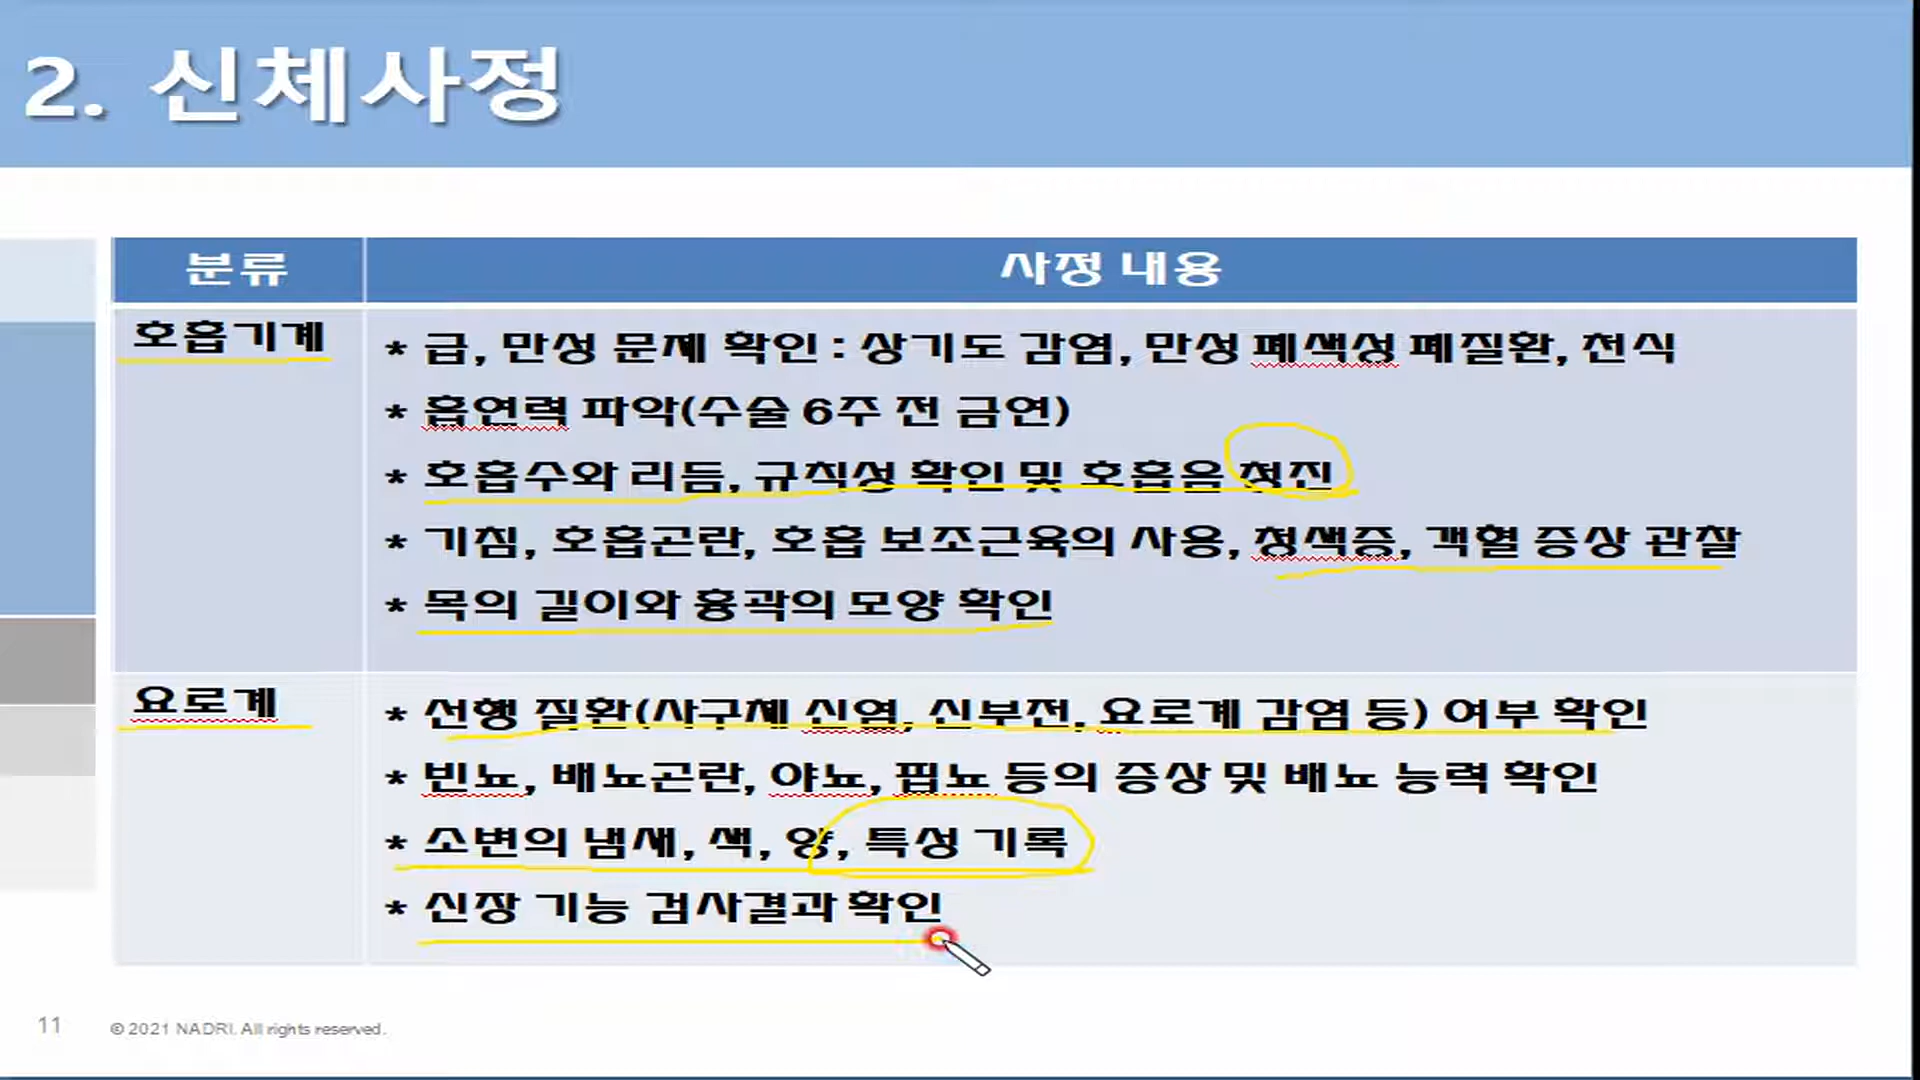 2. 신체사정
분류 사정 내용
호흡기계
* 급, 만성 문제 확인 : 상기도 감염, 만성 폐색성 폐질환, 천식
* 흡연력 파악(수술 6주 전 금연)
* 호흡수와 리듬, 규칙성 확인 및 호흡음 청진
* 기침, 호흡곤란, 호흡 보조근육의 사용, 청색증, 객혈 증상 관찰
* 목의 길이와 흉곽의 모양 확인
요로계
* 선행 질환(사구체 신염, 신부전, 요로계 감염 등) 여부 확인
* 빈뇨, 배뇨곤란, 야뇨, 핍뇨 등의 증상 및 배뇨 능력 확인
* 소변의 냄새, 색, 양, 특성 기록
* 신장 기능 검사결과 확인
11 © 2021 NADRI. All rights reserved.